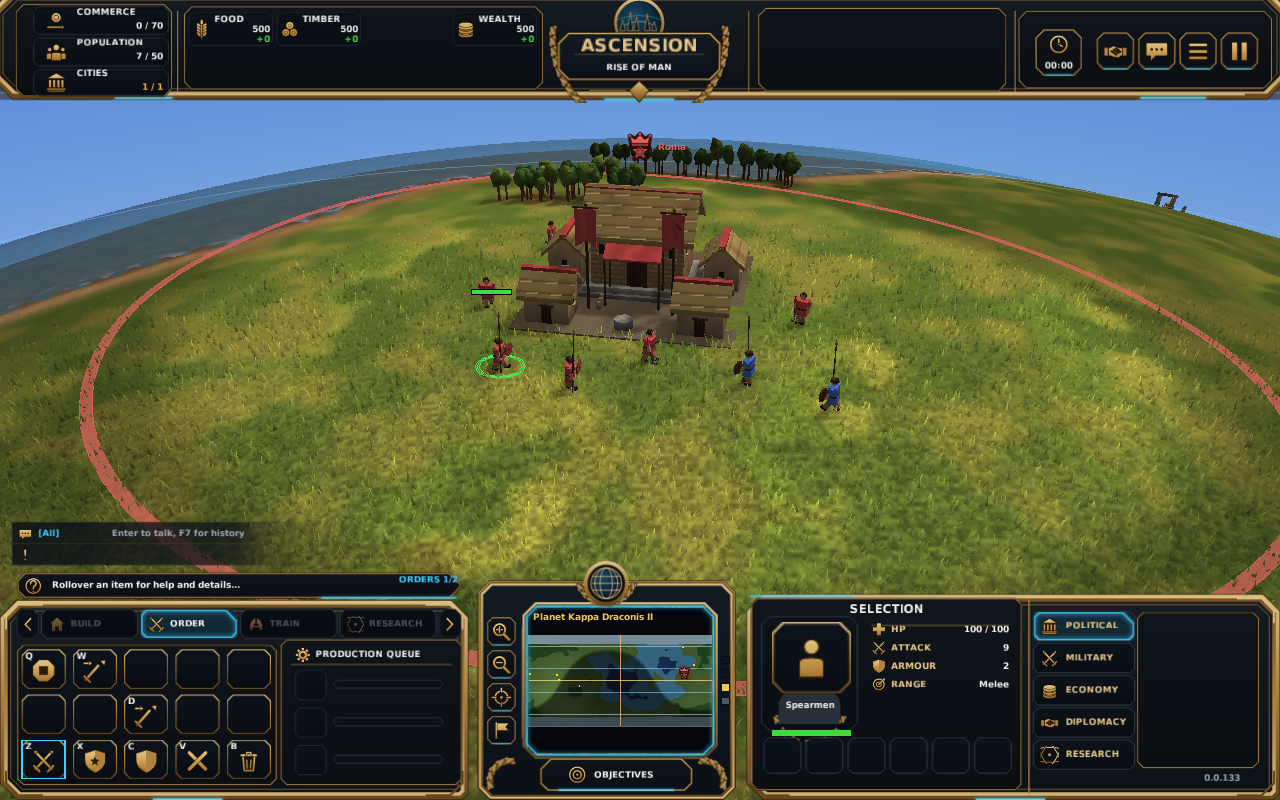 COMMERCE
0 / 70
POPULATION
7 / 50
CITIES
1 / 1
FOOD
500
+0
TIMBER
500
+0
WEALTH
500
+0
ASCENSION
RISE OF MAN
00:00
Roma
[All] Enter to talk, F7 for history
!
Rollover an item for help and details...
ORDERS 1/2
BUILD
ORDER
TRAIN
RESEARCH
Q
W
D
Z
X
C
V
B
PRODUCTION QUEUE
Planet Kappa Draconis II
OBJECTIVES
SELECTION
Spearmen
HP 100 / 100
ATTACK 9
ARMOUR 2
RANGE Melee
POLITICAL
MILITARY
ECONOMY
DIPLOMACY
RESEARCH
0.0.133